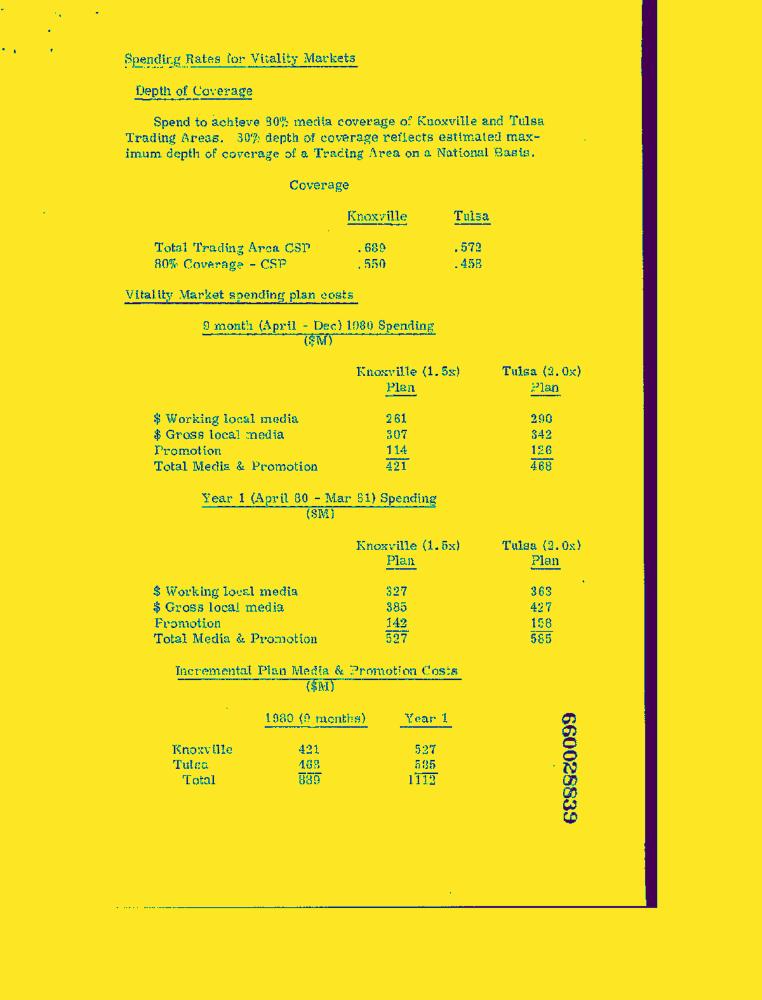 Spending Rates for Vitality Markets
Depth of Coverage
Spend to achieve 80% media coverage of Knoxville and Tulsa
Trading Areas. 80% depth of coverage reflects estimated max-
imum depth of coverage of a Trading Area on a National Basis.
Coverage
Knoxville Tulsa
Total Trading Area CSP .689 .572
80% Coverage - CSP .550 .458
Vitality Market spending plan costs
9 month (April - Dec) 1980 Spending
($M)
Knoxville (1.5x) Tulsa (2.0x)
Plan Plan
$ Working local media 261 290
$ Gross local media 307 342
Promotion 114 126
Total Media & Promotion 421 468
Year 1 (April 80 - Mar 81) Spending
($M)
Knoxville (1.5x) Tulsa (2.0x)
Plan Plan
$ Working local media 327 363
$ Gross local media 385 427
Promotion 142 158
Total Media & Promotion 527 585
Incremental Plan Media & Promotion Costs
($M)
1980 (9 months) Year 1
Knoxville 421 527
Tulsa 468 585
Total 889 1112
660028839